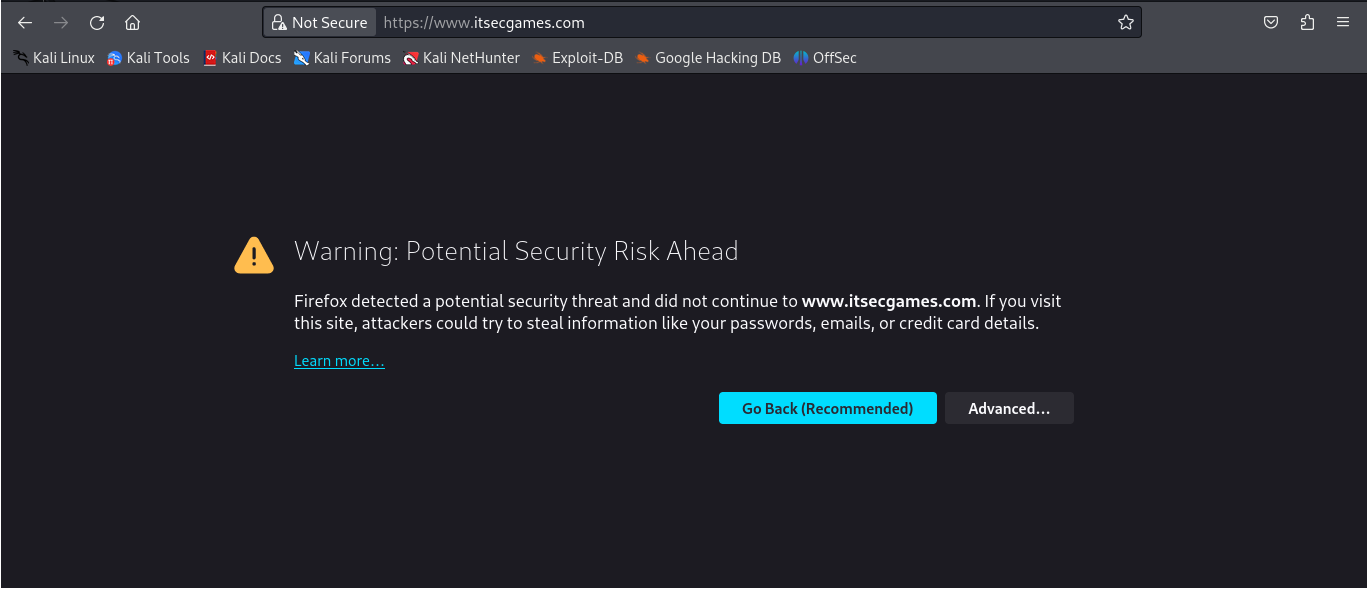 Not Secure https://www.itsecgames.com
Kali Linux Kali Tools Kali Docs Kali Forums Kali NetHunter Exploit-DB Google Hacking DB OffSec
Warning: Potential Security Risk Ahead
Firefox detected a potential security threat and did not continue to www.itsecgames.com. If you visit
this site, attackers could try to steal information like your passwords, emails, or credit card details.
Learn more…
Go Back (Recommended) Advanced…